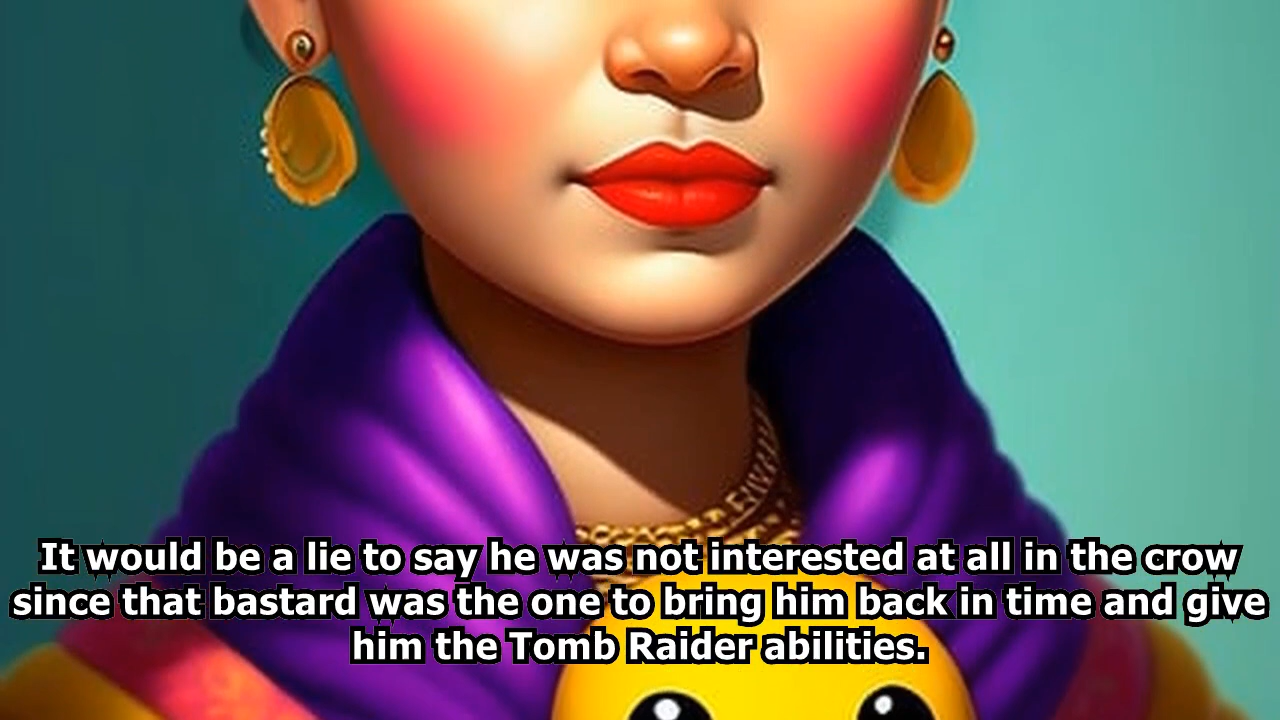 It would be a lie to say he was not interested at all in the crow
since that bastard was the one to bring him back in time and give
him the Tomb Raider abilities.